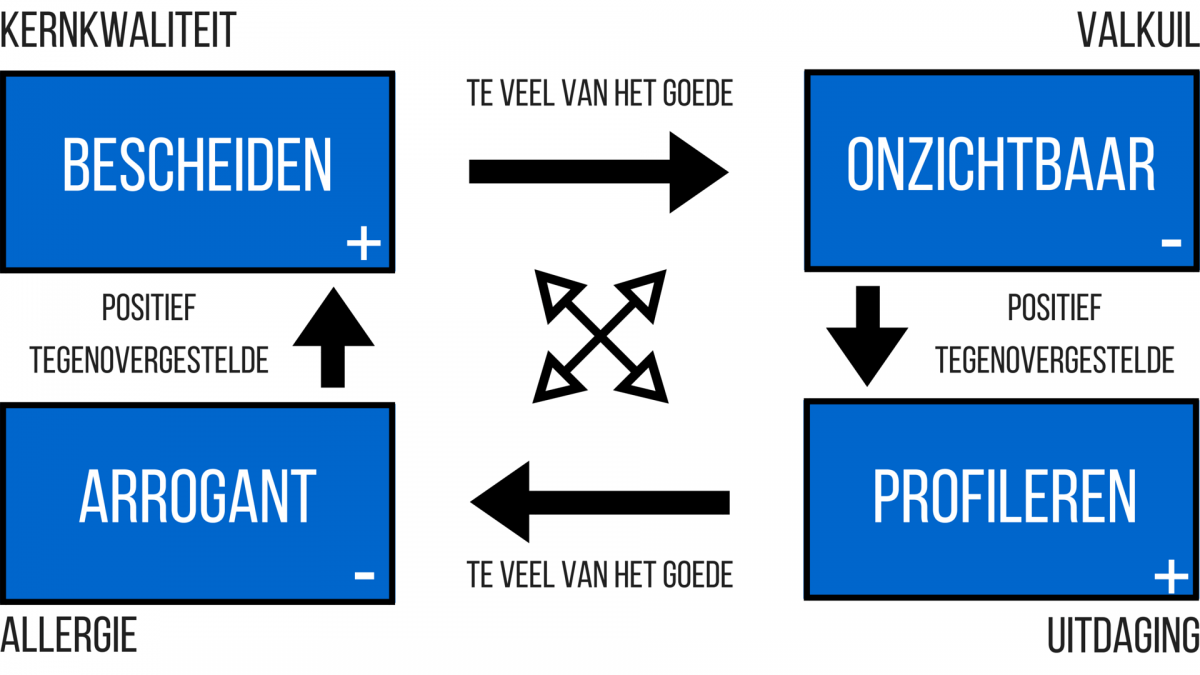 KERNKWALITEIT
VALKUIL
TE VEEL VAN HET GOEDE
BESCHEIDEN
+
ONZICHTBAAR
-
POSITIEF
TEGENOVERGESTELDE
POSITIEF
TEGENOVERGESTELDE
ARROGANT
-
PROFILEREN
+
TE VEEL VAN HET GOEDE
ALLERGIE
UITDAGING